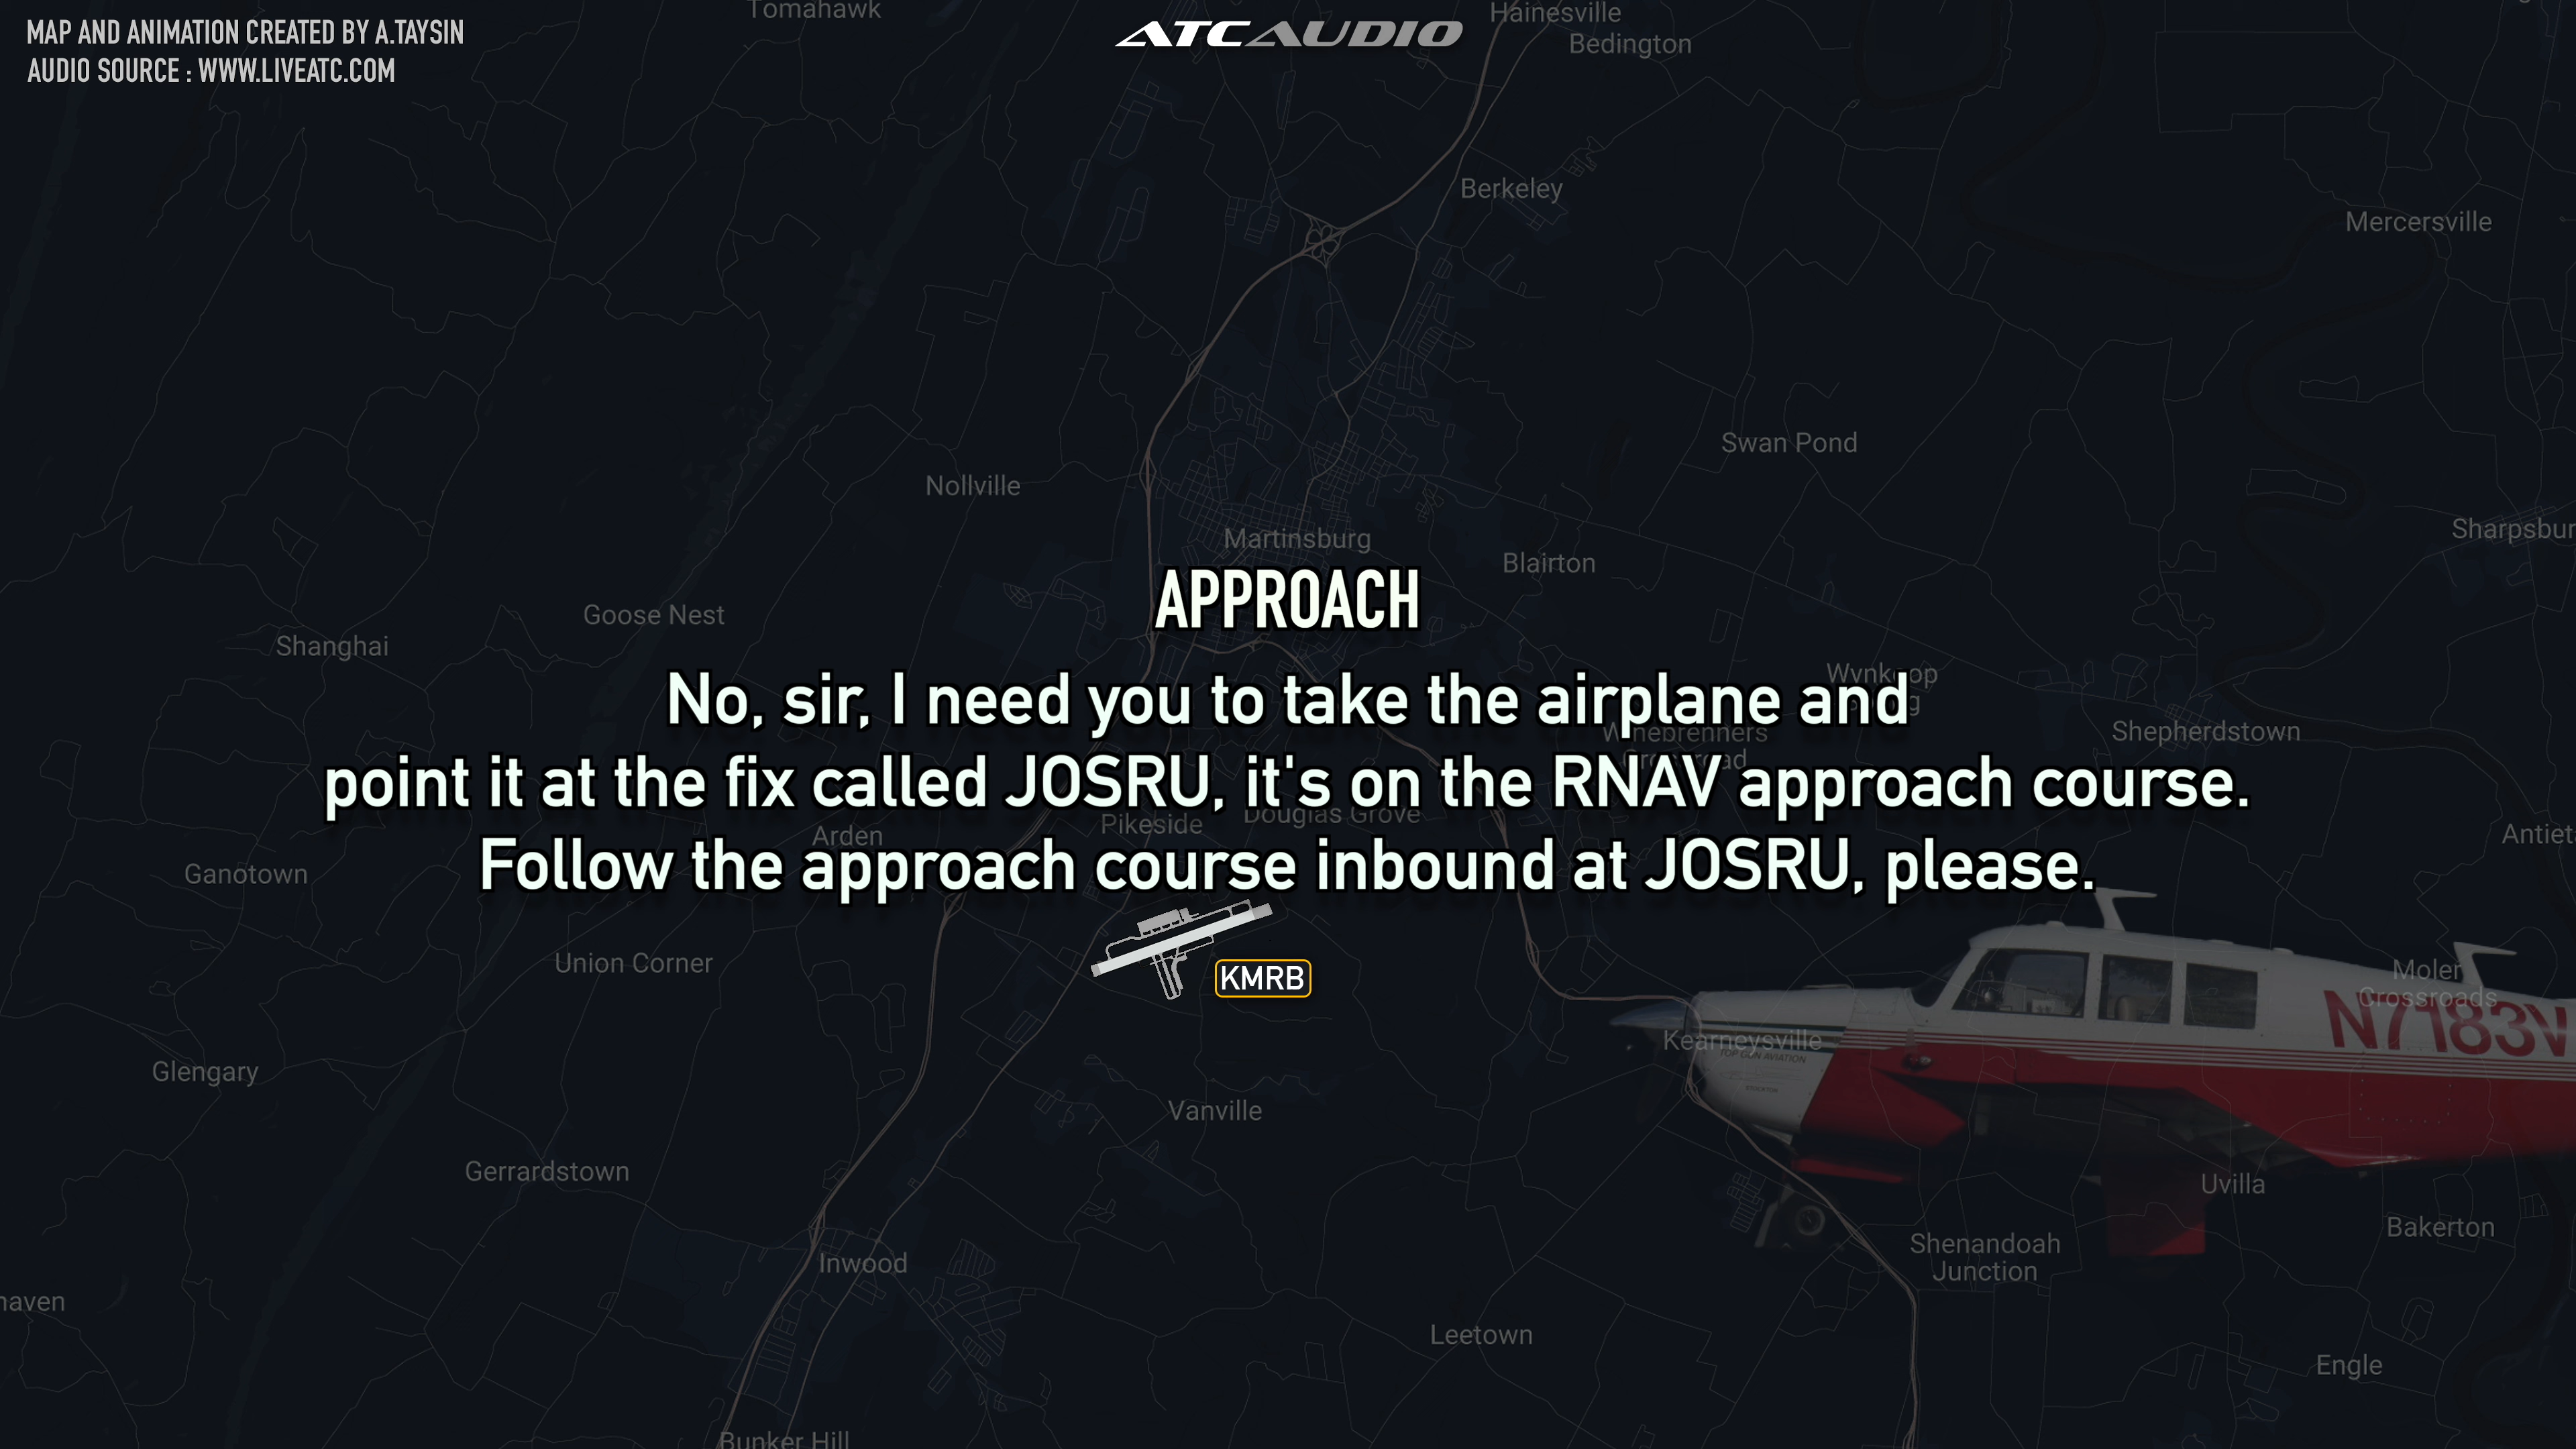 MAP AND ANIMATION CREATED BY A.TAYSIN
AUDIO SOURCE : WWW.LIVEATC.COM
ATCAUDIO
Tomahawk
Hainesville
Bedington
Berkeley
Mercersville
Swan Pond
Nollville
Martinsburg
Blairton
Sharpsbur
APPROACH
Goose Nest
Shanghai
No, sir, I need you to take the airplane and
point it at the fix called JOSRU, it's on the RNAV approach course.
Follow the approach course inbound at JOSRU, please.
Shepherdstown
Douglas Grove
Pikeside
Arden
Antiet
Ganotown
Union Corner
KMRB
Moler
Crossroads
N7183V
Kearneysville
TOP GUN AVIATION
STOCKTON
Glengary
Vanville
Gerrardstown
Uvilla
Bakerton
Shenandoah
Junction
Inwood
haven
Leetown
Engle
Bunker Hill